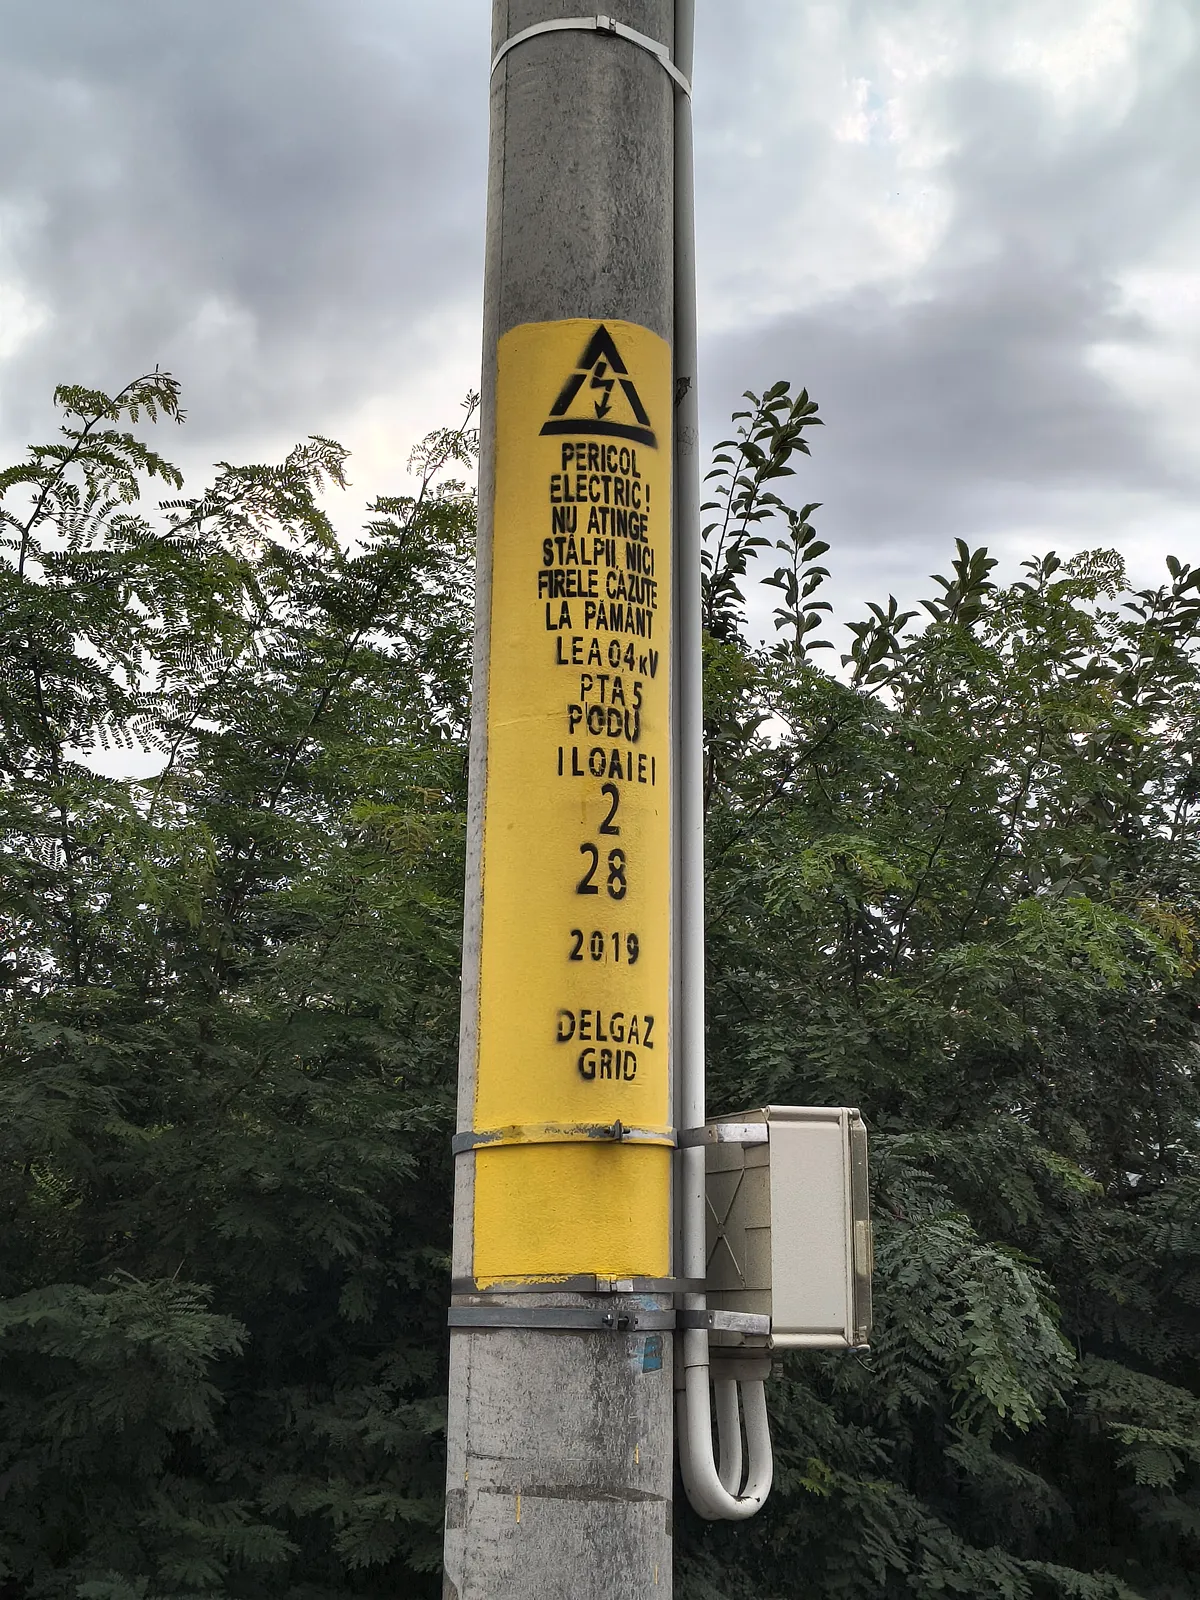 PERICOL
ELECTRIC!
NU ATINGE
STÂLPII, NICI
FIRELE CĂZUTE
LA PĂMÂNT
LEA 04 KV
PTA 5
PODU
ILOAIEI
2
28
2019
DELGAZ
GRID